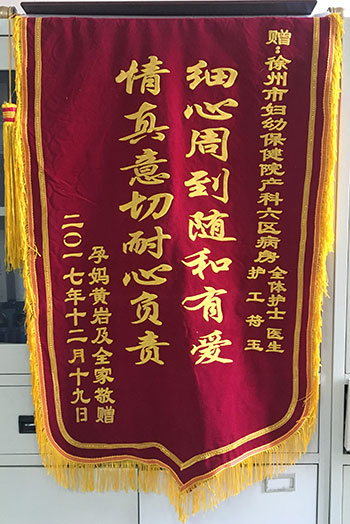 赠：徐州市妇幼保健院产科六区病房
全体护士 医生
护工 苻玉
细心周到随和有爱
情真意切耐心负责
孕妈黄岩及全家敬赠
二〇一七年十二月十九日